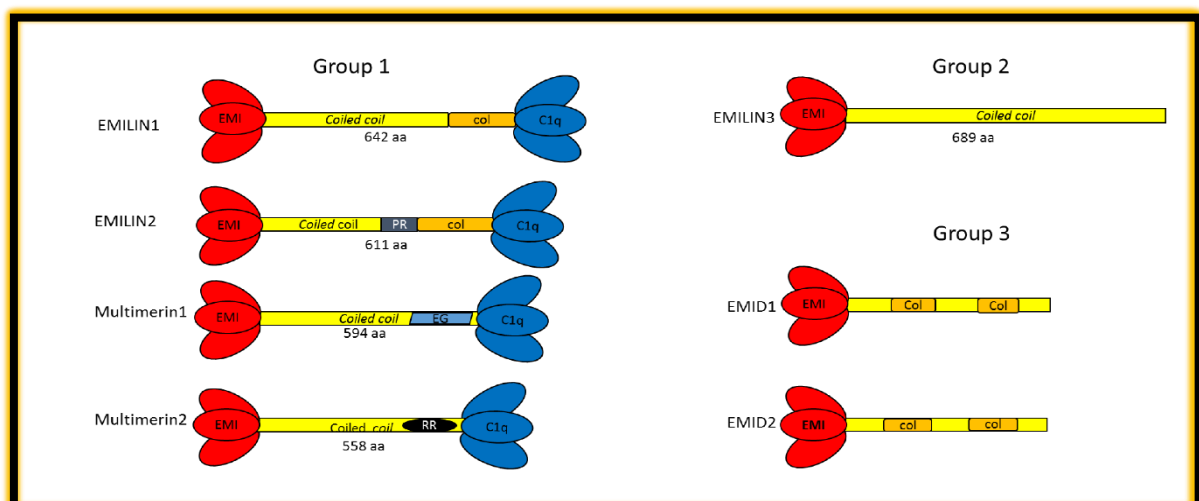 Group 1
EMILIN1
EMI
Coiled coil
col
C1q
642 aa
EMILIN2
EMI
Coiled coil
PR
col
C1q
611 aa
Multimerin1
EMI
Coiled coil
EG
C1q
594 aa
Multimerin2
EMI
Coiled coil
RR
C1q
558 aa
Group 2
EMILIN3
EMI
Coiled coil
689 aa
Group 3
EMID1
EMI
Col
Col
EMID2
EMI
col
col